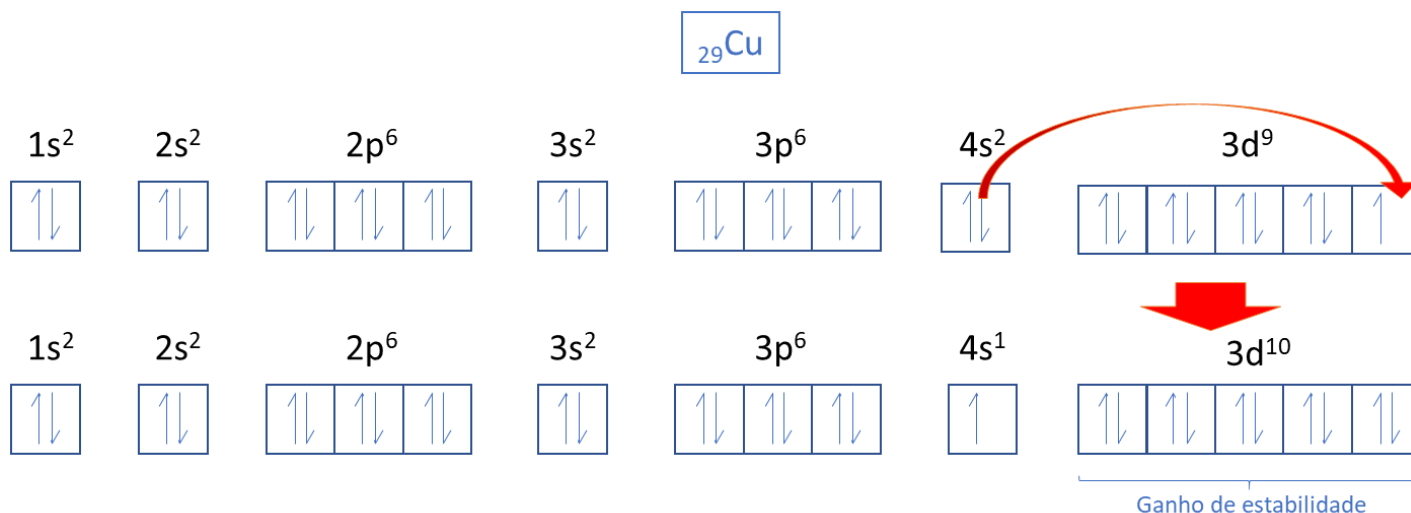 ₂₉Cu
1s² 2s² 2p⁶ 3s² 3p⁶ 4s² 3d⁹
1s² 2s² 2p⁶ 3s² 3p⁶ 4s¹ 3d¹⁰
Ganho de estabilidade